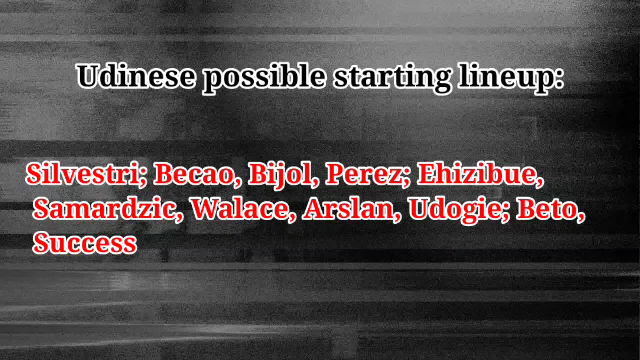 Udinese possible starting lineup:
Silvestri; Becao, Bijol, Perez; Ehizibue,
Samardzic, Walace, Arslan, Udogie; Beto,
Success